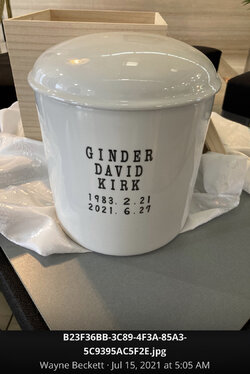 GINDER
DAVID
KIRK
1983. 2.21
2021. 6.27
B23F36BB-3C89-4F3A-85A3-
5C9395AC5F2E.jpg
Wayne Beckett · Jul 15, 2021 at 5:05 AM